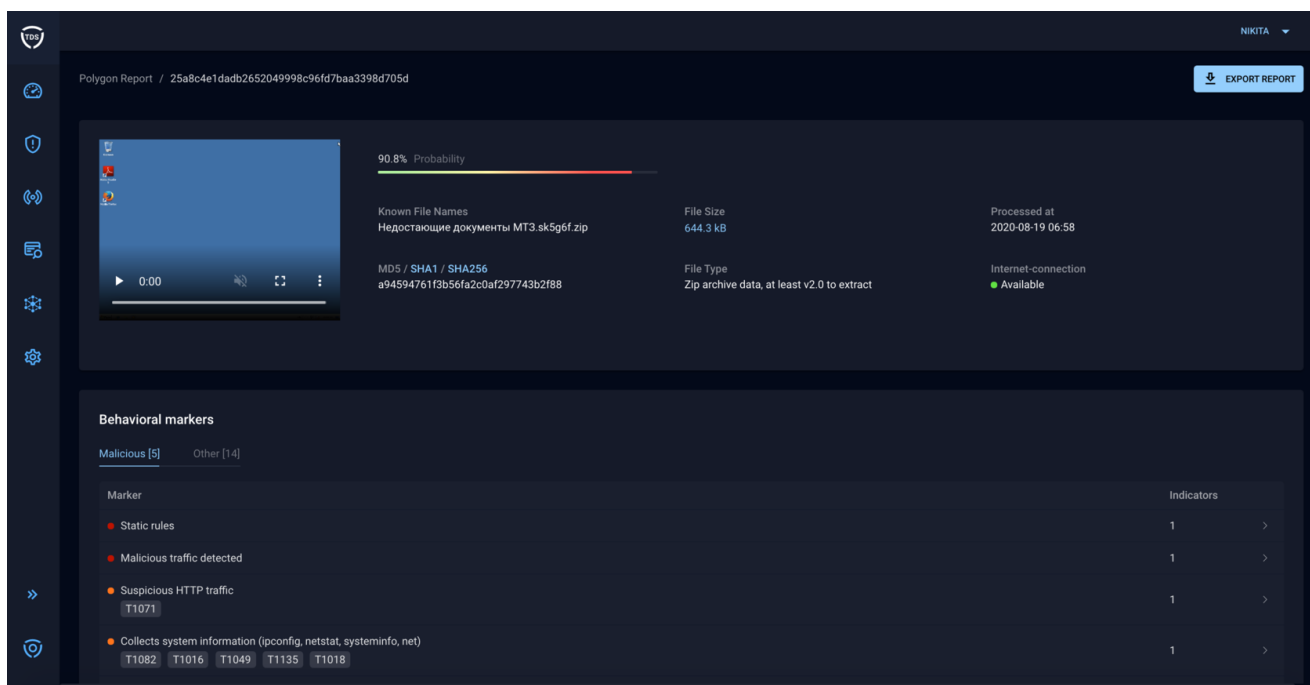 TDS
NIKITA
Polygon Report / 25a8c4e1dadb2652049998c96fd7baa3398d705d
EXPORT REPORT
90.8% Probability
Known File Names
Недостающие документы МТЗ.sk5g6f.zip
File Size
644.3 kB
Processed at
2020-08-19 06:58
MD5 / SHA1 / SHA256
a94594761f3b56fa2c0af297743b2f88
File Type
Zip archive data, at least v2.0 to extract
Internet-connection
Available
0:00
Behavioral markers
Malicious [5] Other [14]
Marker Indicators
Static rules 1
Malicious traffic detected 1
Suspicious HTTP traffic 1
T1071
Collects system information (ipconfig, netstat, systeminfo, net) 1
T1082 T1016 T1049 T1135 T1018